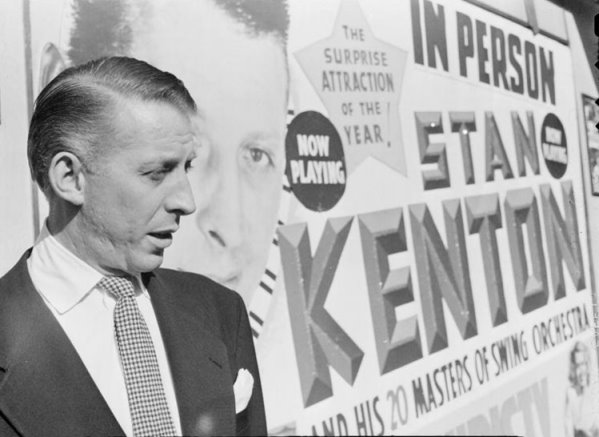 THE
SURPRISE
ATTRACTION
OF THE
YEAR!
IN PERSON
NOW
PLAYING
STAN
NOW
PLAYING
KENTON
AND HIS 20 MASTERS OF SWING ORCHESTRA